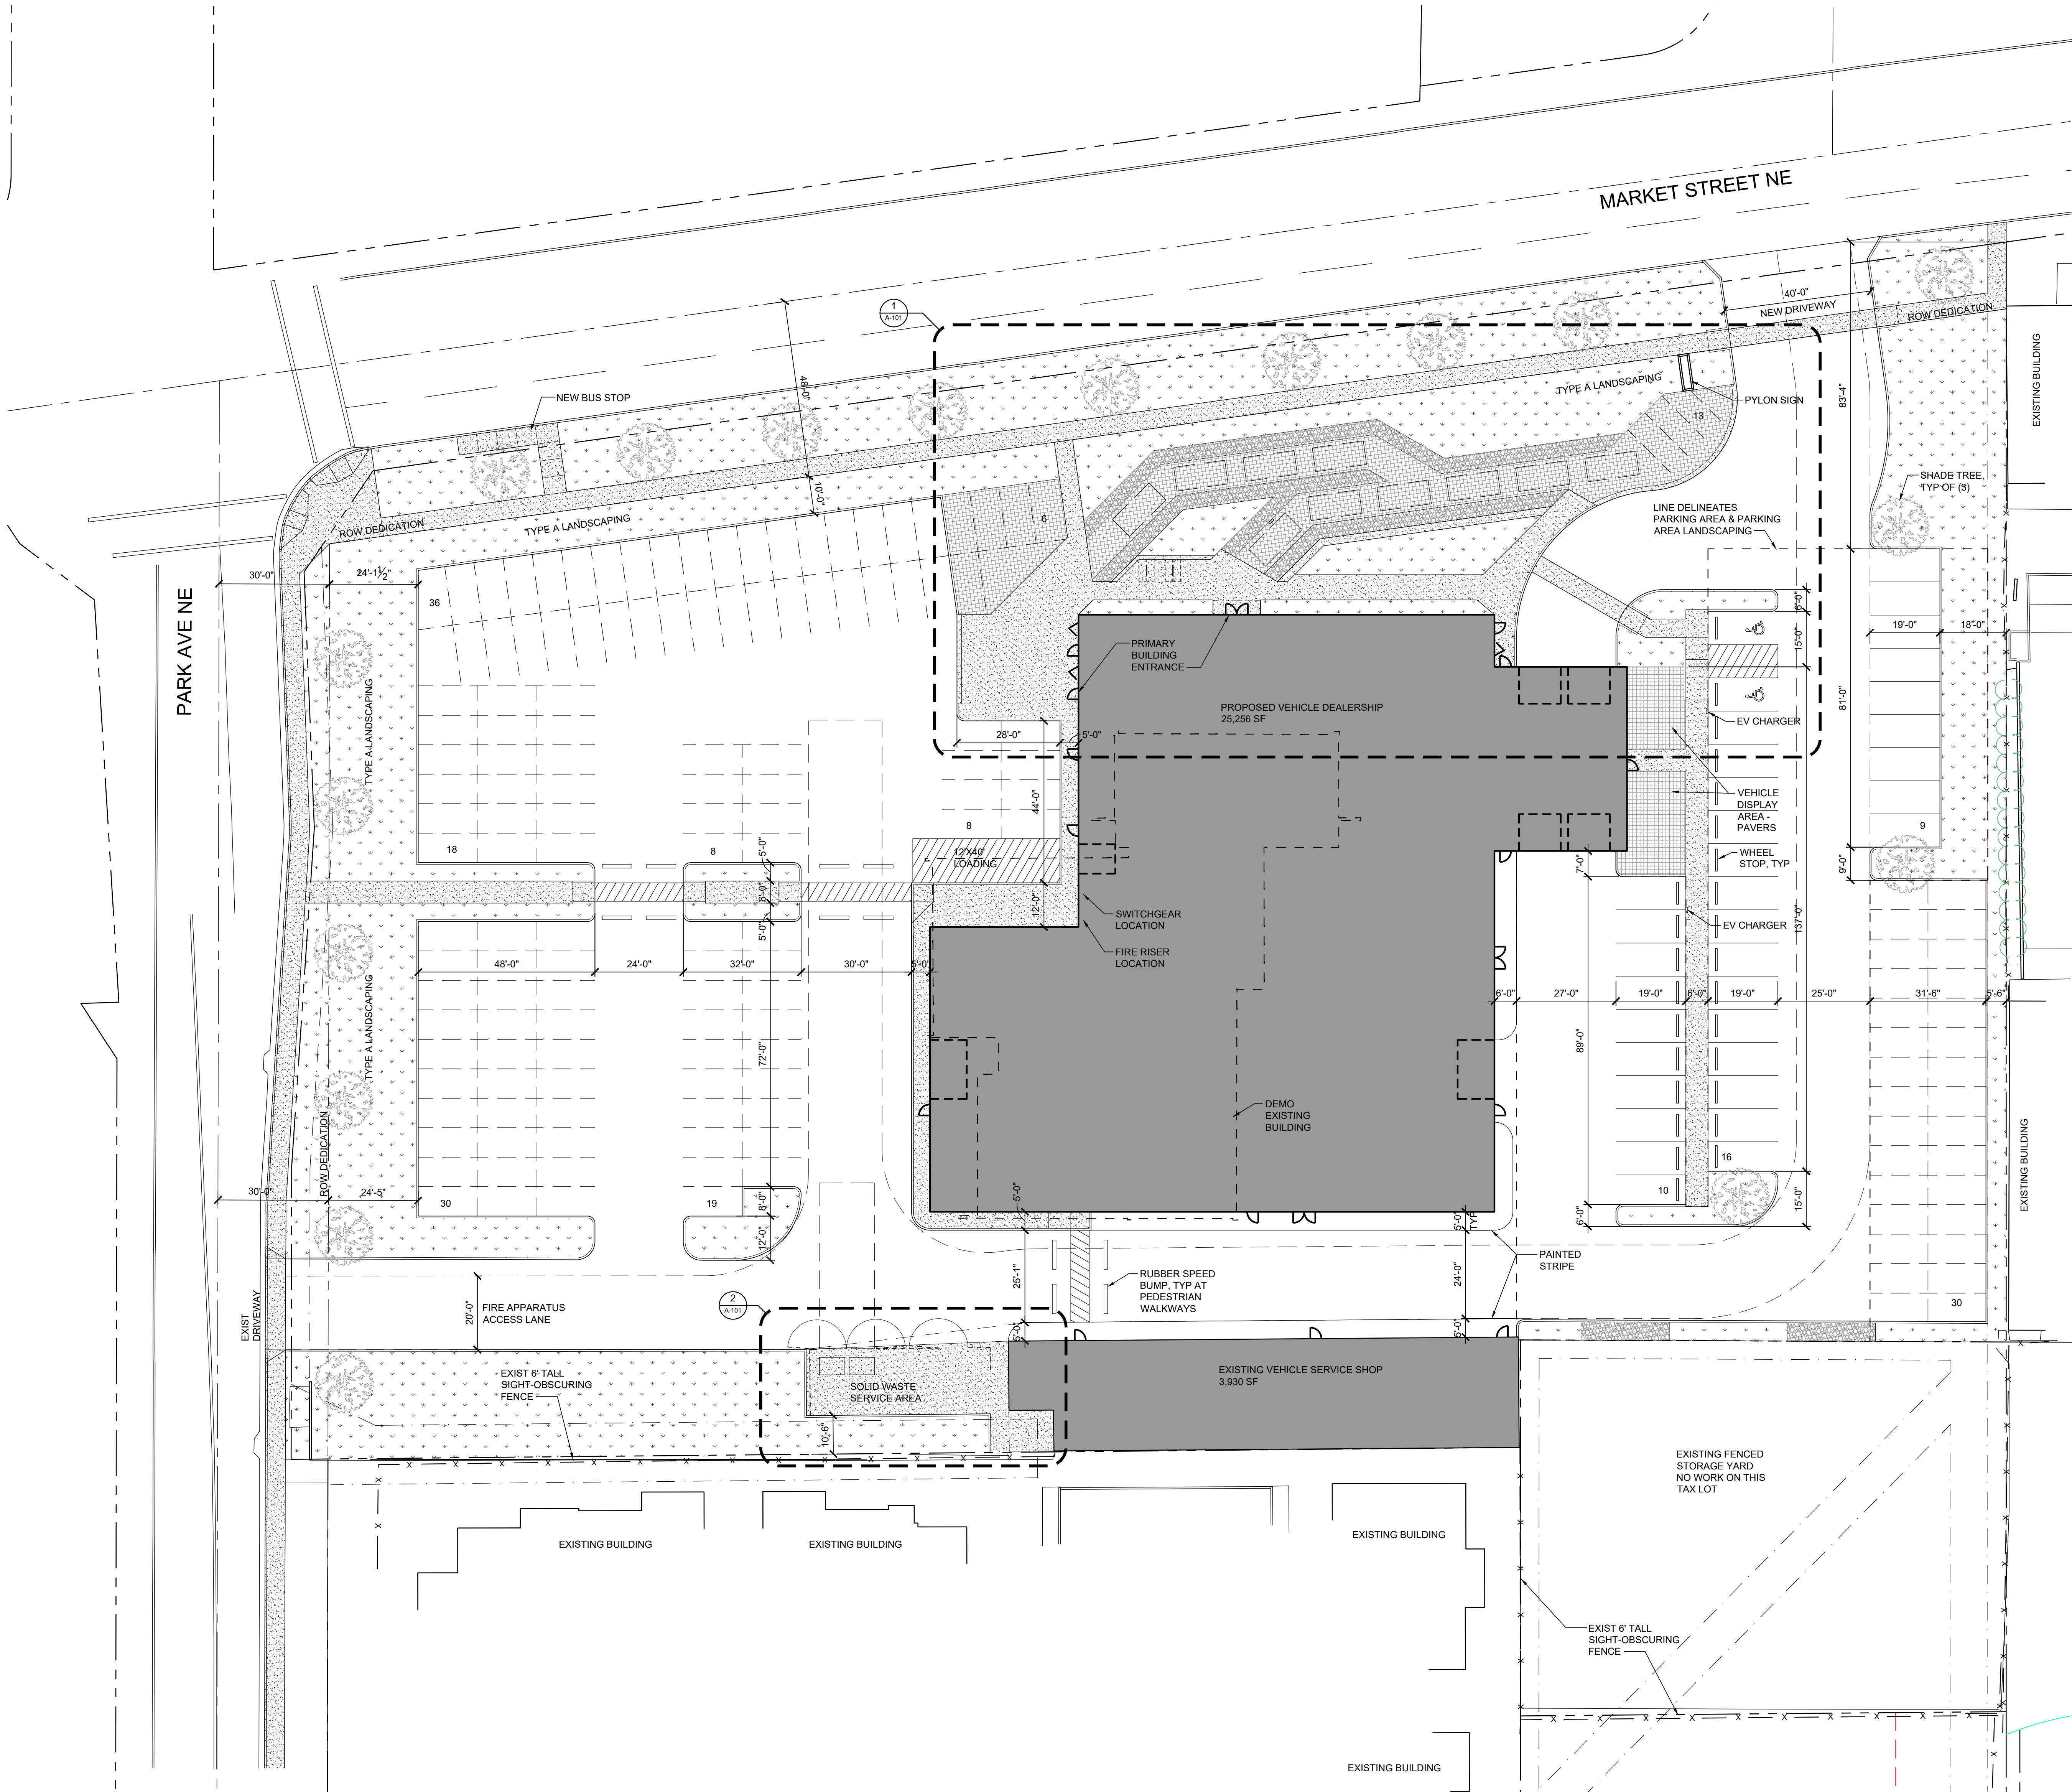 MARKET STREET NE
40'-0"
NEW DRIVEWAY
ROW DEDICATION
1
A-101
EXISTING BUILDING
48'-0"
NEW BUS STOP
TYPE A LANDSCAPING
PYLON SIGN
83'-4"
13
10'-0"
SHADE TREE,
TYP OF (3)
ROW DEDICATION
TYPE A LANDSCAPING
6
LINE DELINEATES
PARKING AREA & PARKING
AREA LANDSCAPING
30'-0"
24'-1½"
36
PARK AVE NE
6'-0"
15'-0"
19'-0"
18'-0"
PRIMARY
BUILDING
ENTRANCE
TYPE A LANDSCAPING
PROPOSED VEHICLE DEALERSHIP
25,256 SF
81'-0"
EV CHARGER
28'-0"
5'-0"
44'-0"
VEHICLE
DISPLAY
AREA -
PAVERS
8
9
18
8
5'-0"
12'X40'
LOADING
WHEEL
STOP, TYP
7'-0"
9'-0"
6'-0"
12'-0"
SWITCHGEAR
LOCATION
5'-0"
EV CHARGER
137'-0"
FIRE RISER
LOCATION
48'-0"
24'-0"
32'-0"
30'-0"
5'-0"
6'-0"
27'-0"
19'-0"
6'-0"
19'-0"
25'-0"
31'-6"
5'-6"
TYPE A LANDSCAPING
72'-0"
89'-0"
DEMO
EXISTING
BUILDING
EXISTING BUILDING
ROW DEDICATION
16
30'-0"
24'-5"
30
19
8'-0"
5'-0"
10
15'-0"
12'-0"
5'-0"
TYP
6'-0"
PAINTED
STRIPE
25'-1"
24'-0"
RUBBER SPEED
BUMP, TYP AT
PEDESTRIAN
WALKWAYS
EXIST
DRIVEWAY
20'-0"
FIRE APPARATUS
ACCESS LANE
2
A-101
30
5'-0"
5'-0"
EXIST 6' TALL
SIGHT-OBSCURING
FENCE
SOLID WASTE
SERVICE AREA
EXISTING VEHICLE SERVICE SHOP
3,930 SF
10'-6"
EXISTING FENCED
STORAGE YARD
NO WORK ON THIS
TAX LOT
EXISTING BUILDING
EXISTING BUILDING
EXISTING BUILDING
EXIST 6' TALL
SIGHT-OBSCURING
FENCE
EXISTING BUILDING